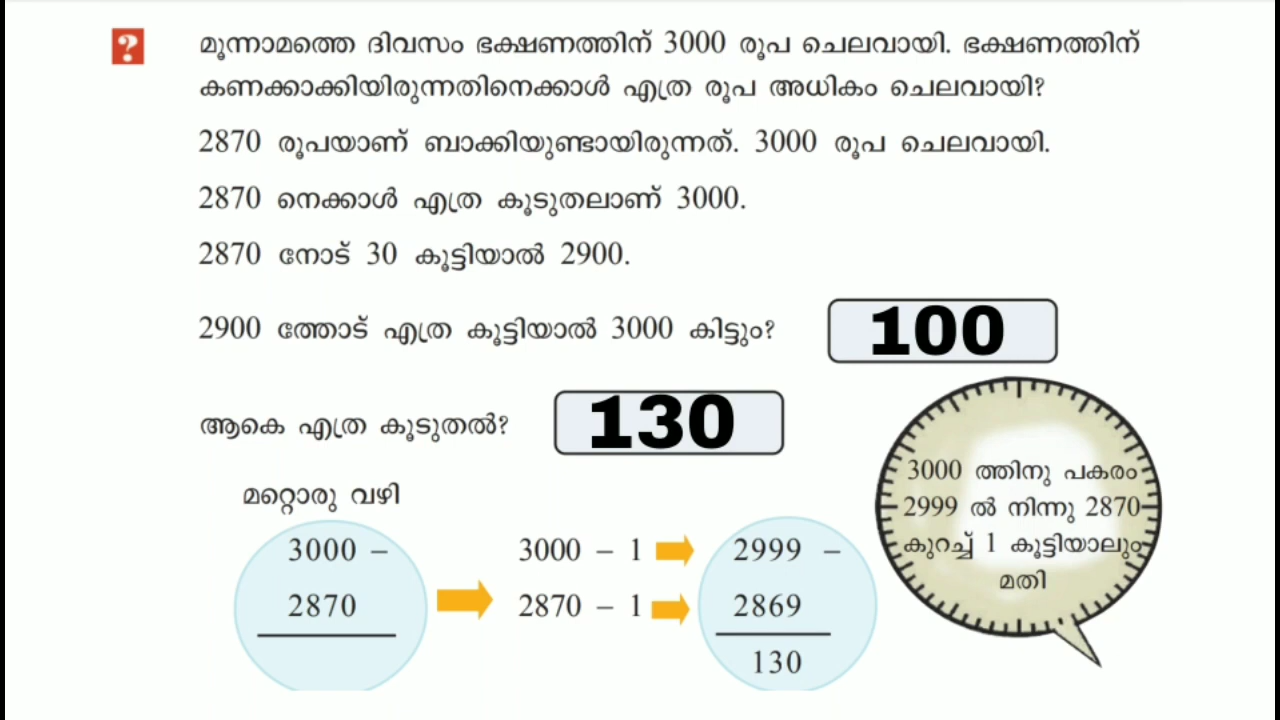 ?
മൂന്നാമത്തെ ദിവസം ഭക്ഷണത്തിന് 3000 രൂപ ചെലവായി. ഭക്ഷണത്തിന്
കണക്കാക്കിയിരുന്നതിനെക്കാൾ എത്ര രൂപ അധികം ചെലവായി?
2870 രൂപയാണ് ബാക്കിയുണ്ടായിരുന്നത്. 3000 രൂപ ചെലവായി.
2870 നെക്കാൾ എത്ര കൂടുതലാണ് 3000.
2870 നോട് 30 കൂട്ടിയാൽ 2900.
2900 ത്തോട് എത്ര കൂട്ടിയാൽ 3000 കിട്ടും? 100
ആകെ എത്ര കൂടുതൽ? 130
മറ്റൊരു വഴി
3000 – 3000 – 1 2999 –
2870 2870 – 1 2869
130
3000 ത്തിനു പകരം
2999 ൽ നിന്നു 2870
കുറച്ച് 1 കൂട്ടിയാലും
മതി